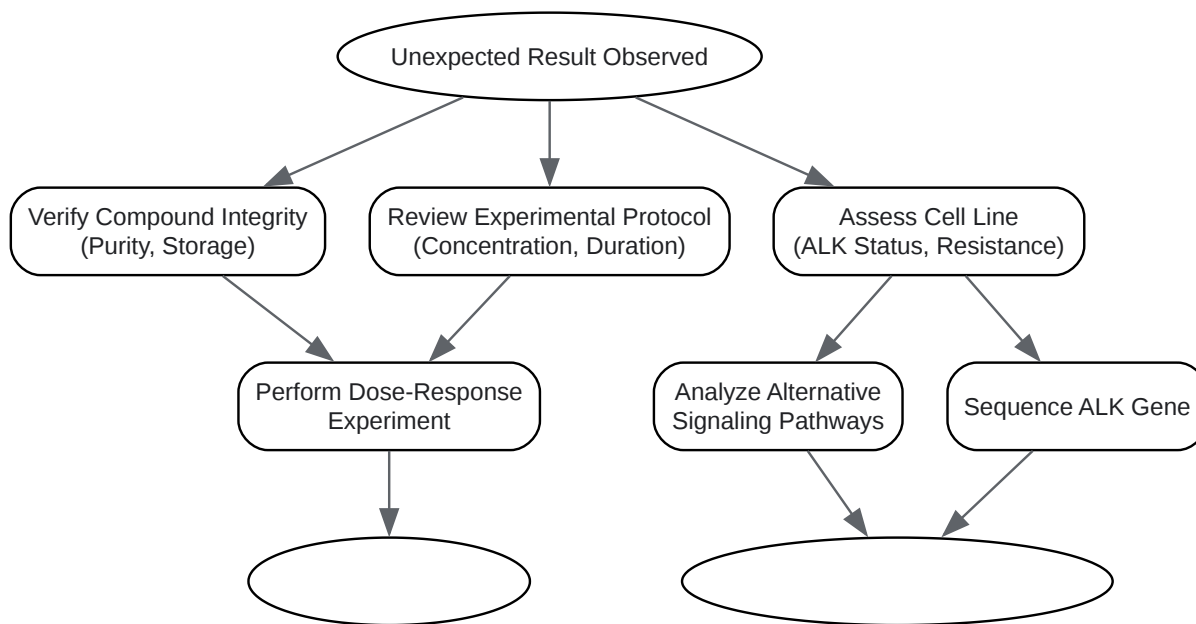 Unexpected Result Observed
Verify Compound Integrity
(Purity, Storage)
Review Experimental Protocol
(Concentration, Duration)
Assess Cell Line
(ALK Status, Resistance)
Perform Dose-Response
Experiment
Analyze Alternative
Signaling Pathways
Sequence ALK Gene